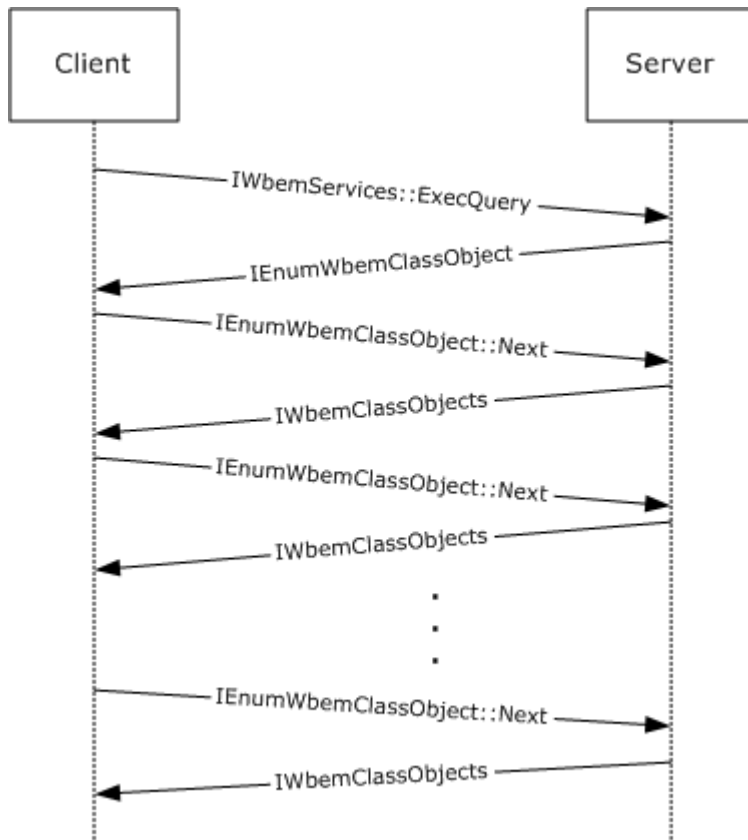 Client
Server
IWbemServices::ExecQuery
IEnumWbemClassObject
IEnumWbemClassObject::Next
IWbemClassObjects
IEnumWbemClassObject::Next
IWbemClassObjects
.
.
.
IEnumWbemClassObject::Next
IWbemClassObjects